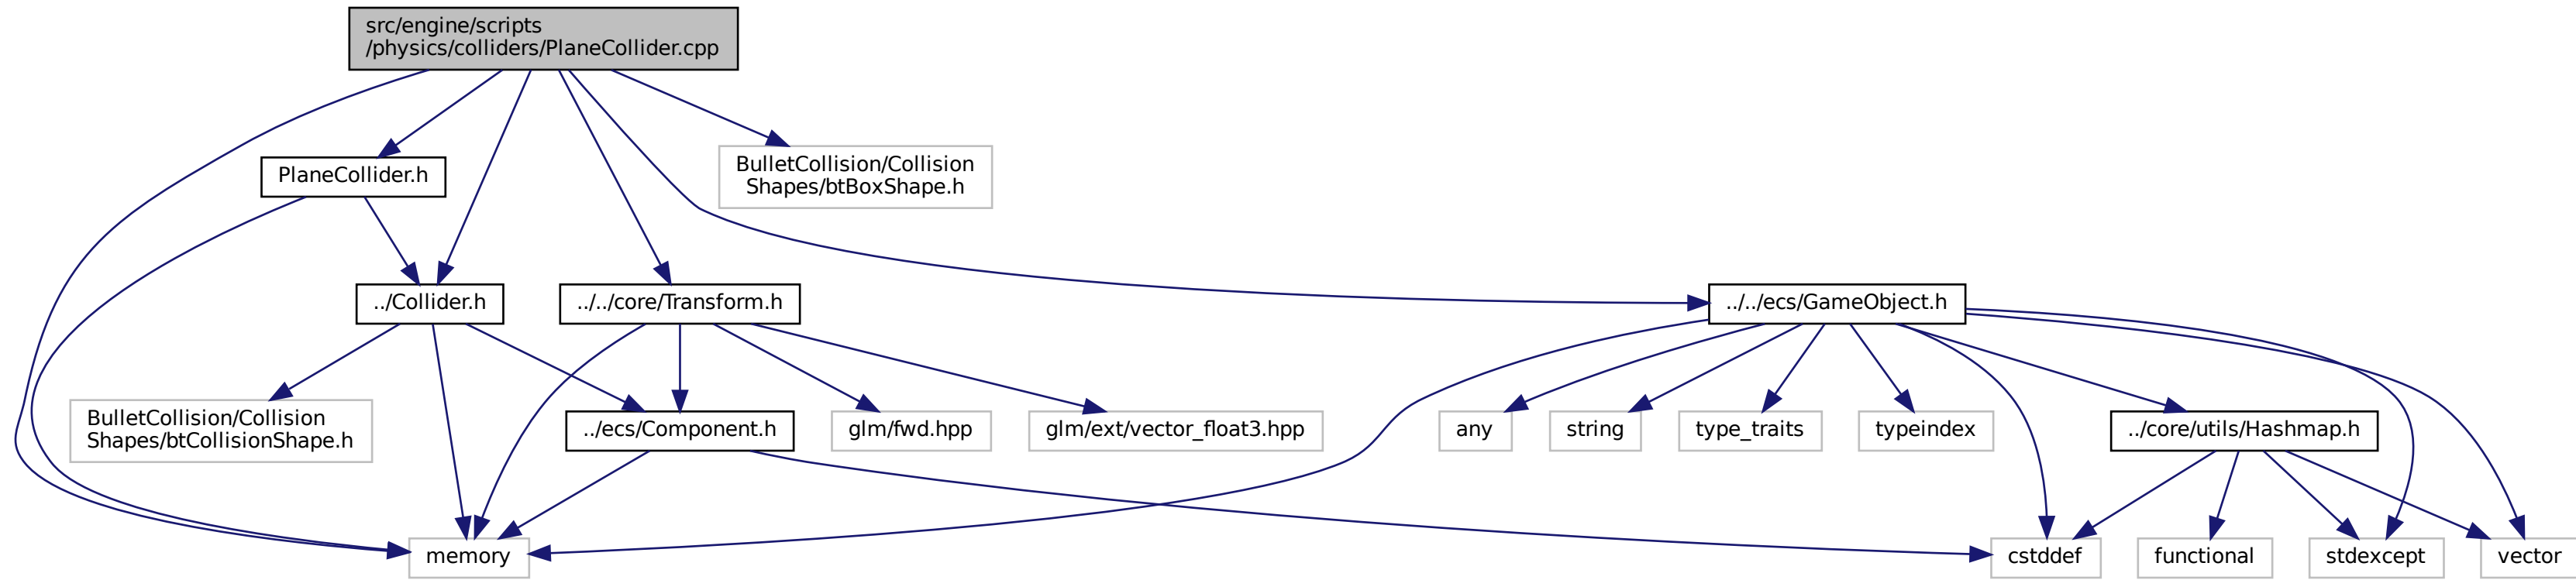 src/engine/scripts
/physics/colliders/PlaneCollider.cpp
BulletCollision/Collision
Shapes/btBoxShape.h
PlaneCollider.h
../Collider.h
../../core/Transform.h
../../ecs/GameObject.h
BulletCollision/Collision
Shapes/btCollisionShape.h
../ecs/Component.h
glm/fwd.hpp
glm/ext/vector_float3.hpp
any
string
type_traits
typeindex
../core/utils/Hashmap.h
memory
cstddef
functional
stdexcept
vector